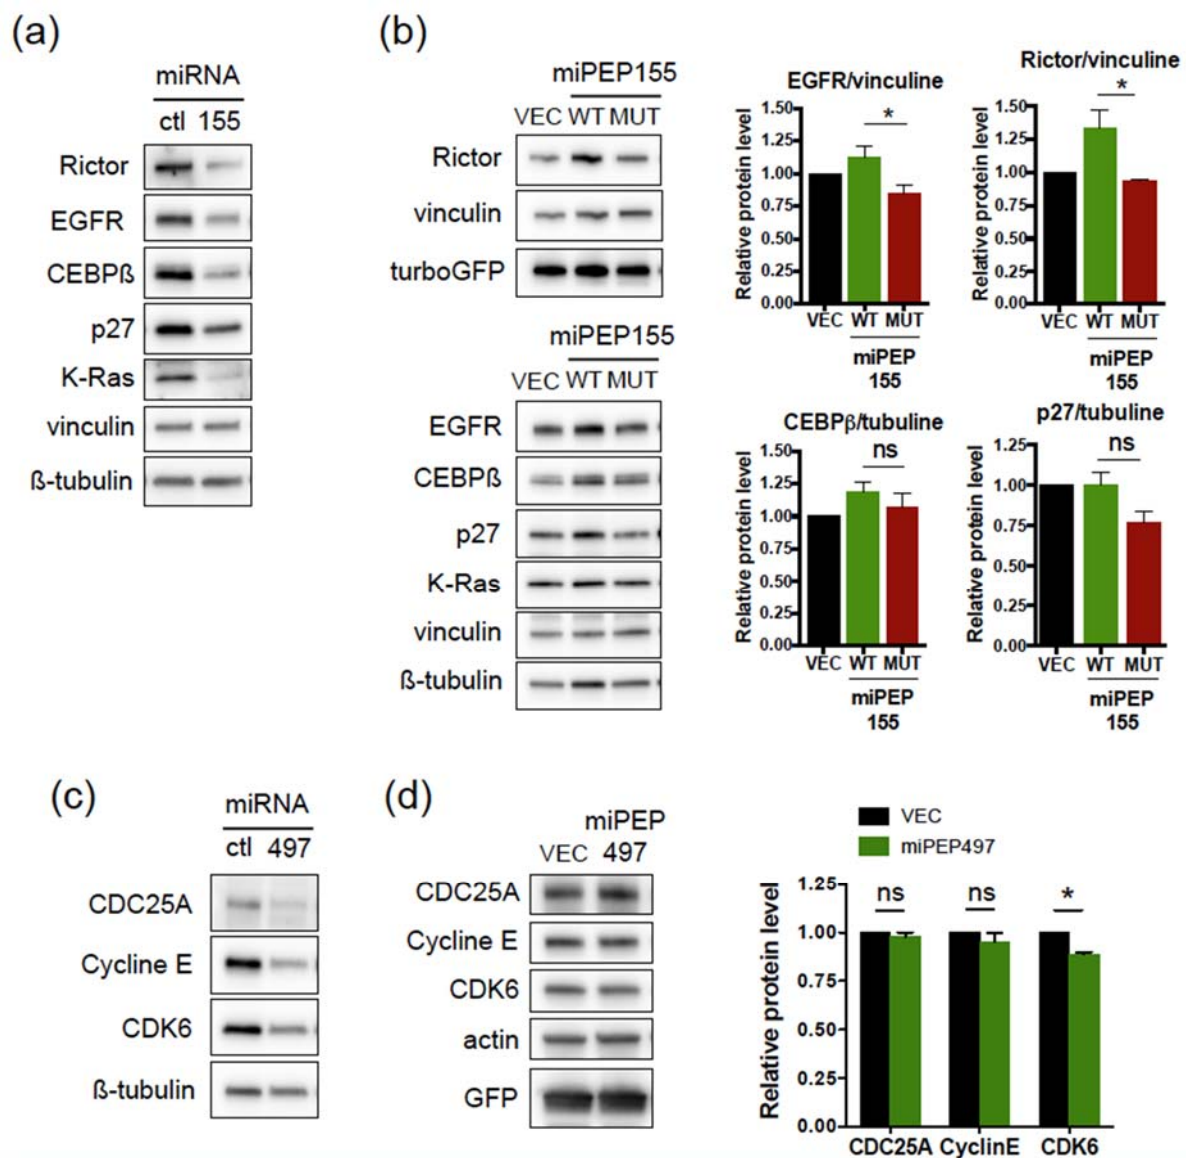 (a)
miRNA
ctl 155
Rictor
EGFR
CEBPß
p27
K-Ras
vinculin
ß-tubulin
(b)
miPEP155
VEC WT MUT
Rictor
vinculin
turboGFP
miPEP155
VEC WT MUT
EGFR
CEBPß
p27
K-Ras
vinculin
ß-tubulin
EGFR/vinculine
Relative protein level
1.50
1.25
1.00
0.75
0.50
0.25
0.00
*
VEC WT MUT
miPEP
155
Rictor/vinculine
Relative protein level
1.50
1.25
1.00
0.75
0.50
0.25
0.00
*
VEC WT MUT
miPEP
155
CEBPβ/tubuline
Relative protein level
1.50
1.25
1.00
0.75
0.50
0.25
0.00
ns
VEC WT MUT
miPEP
155
p27/tubuline
Relative protein level
1.25
1.00
0.75
0.50
0.25
0.00
ns
VEC WT MUT
miPEP
155
(c)
miRNA
ctl 497
CDC25A
Cycline E
CDK6
ß-tubulin
(d)
miPEP
VEC 497
CDC25A
Cycline E
CDK6
actin
GFP
VEC
miPEP497
Relative protein level
1.25
1.00
0.75
0.50
0.25
0.00
ns ns *
CDC25A CyclinE CDK6